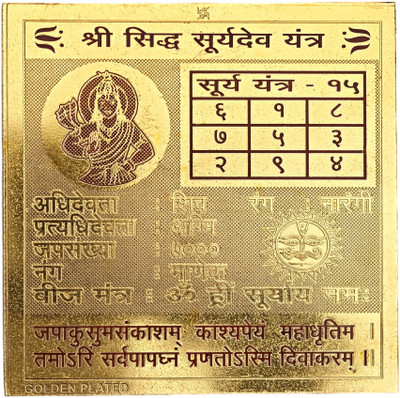 श्री सिद्ध सूर्यदेव यंत्र
सूर्य यंत्र - १५
६ १ ८
७ ५ ३
२ ९ ४
अधिदेवता : शिव रंग : नारंगी
प्रत्यधिदेवता : अग्नि
जपसंख्या : ७०००
नंग : माणेक
बीज मंत्र : ॐ ह्रीं सूर्याय नमः
जपाकुसुमसंकाशम् काश्यपेयं महाधृतिम ।
तमोऽरिं सर्वपापघ्नं प्रणतोऽस्मि दिवाकरम् ।।
GOLDEN PLATED